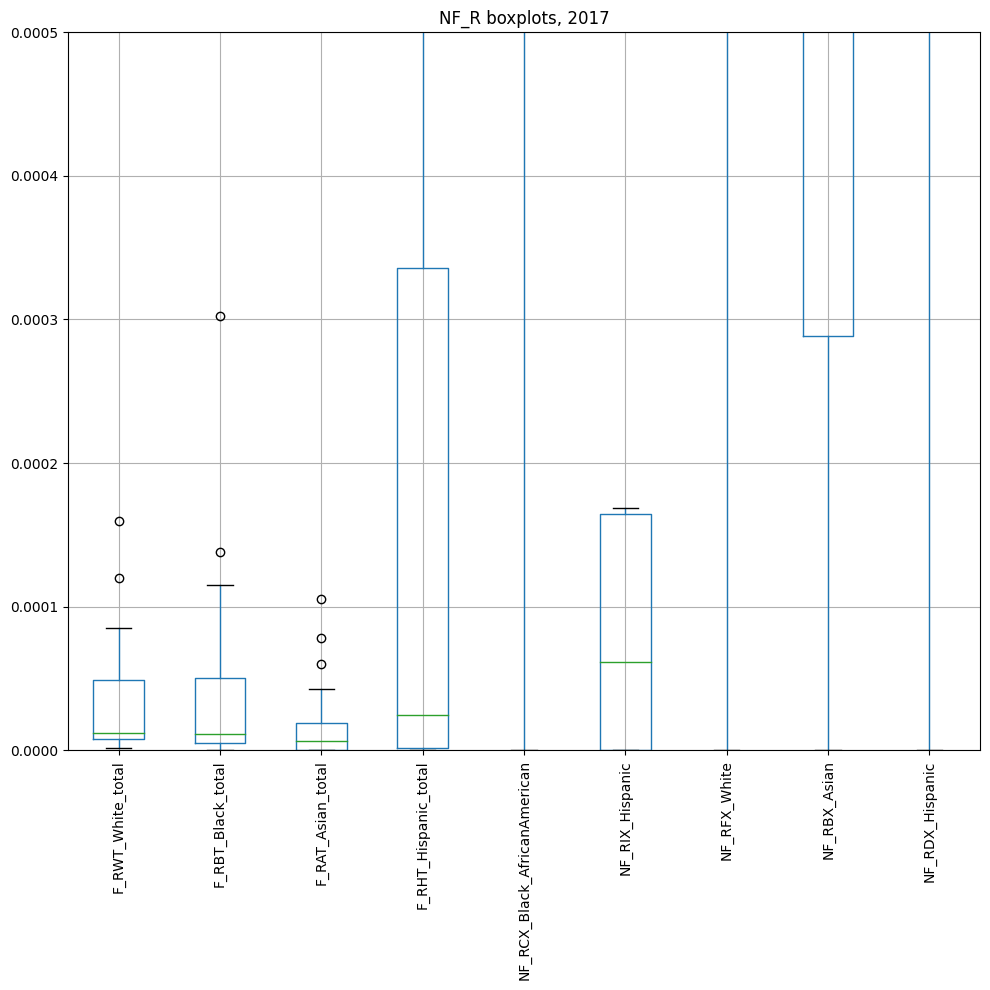 NF_R boxplots, 2017
0.0005
0.0004
0.0003
0.0002
0.0001
0.0000
F_RWT_White_total
F_RBT_Black_total
F_RAT_Asian_total
F_RHT_Hispanic_total
NF_RCX_Black_AfricanAmerican
NF_RIX_Hispanic
NF_RFX_White
NF_RBX_Asian
NF_RDX_Hispanic